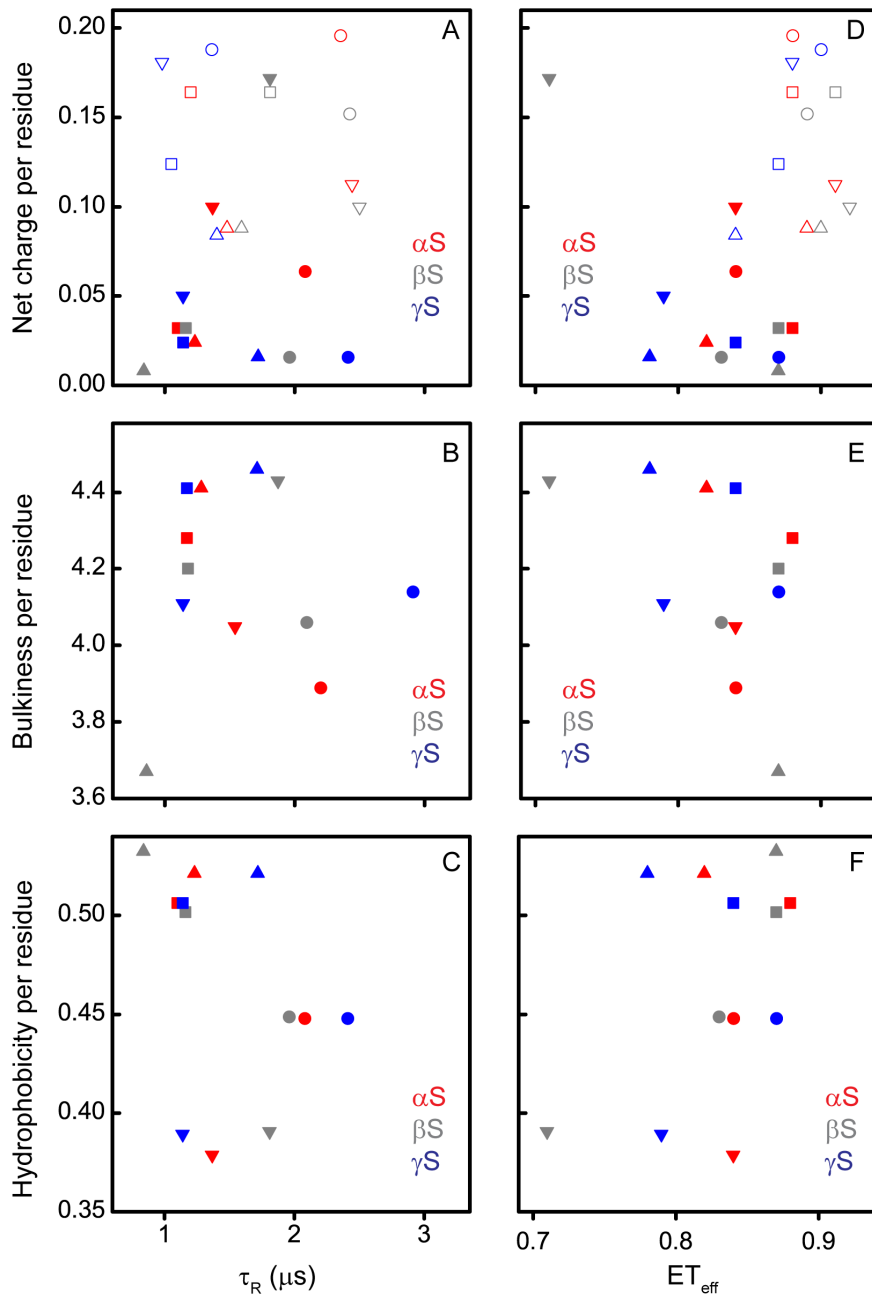 A
D
0.20
0.15
0.10
0.05
0.00
Net charge per residue
αS
βS
γS
αS
βS
γS
B
E
4.4
4.2
4.0
3.8
3.6
Bulkiness per residue
αS
βS
γS
αS
βS
γS
C
F
0.50
0.45
0.40
0.35
Hydrophobicity per residue
αS
βS
γS
αS
βS
γS
1 2 3
0.7 0.8 0.9
τR (μs)
ETeff